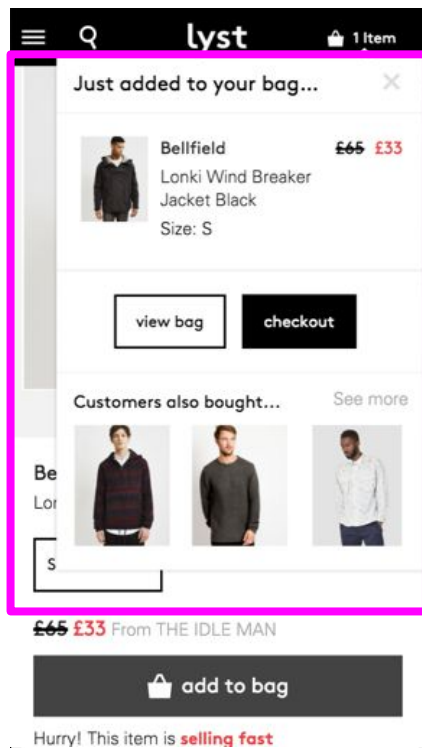 lyst
1 Item
Just added to your bag...
Bellfield
£65 £33
Lonki Wind Breaker
Jacket Black
Size: S
view bag
checkout
Customers also bought...
See more
Be
Lon
S
£65 £33 From THE IDLE MAN
add to bag
Hurry! This item is selling fast